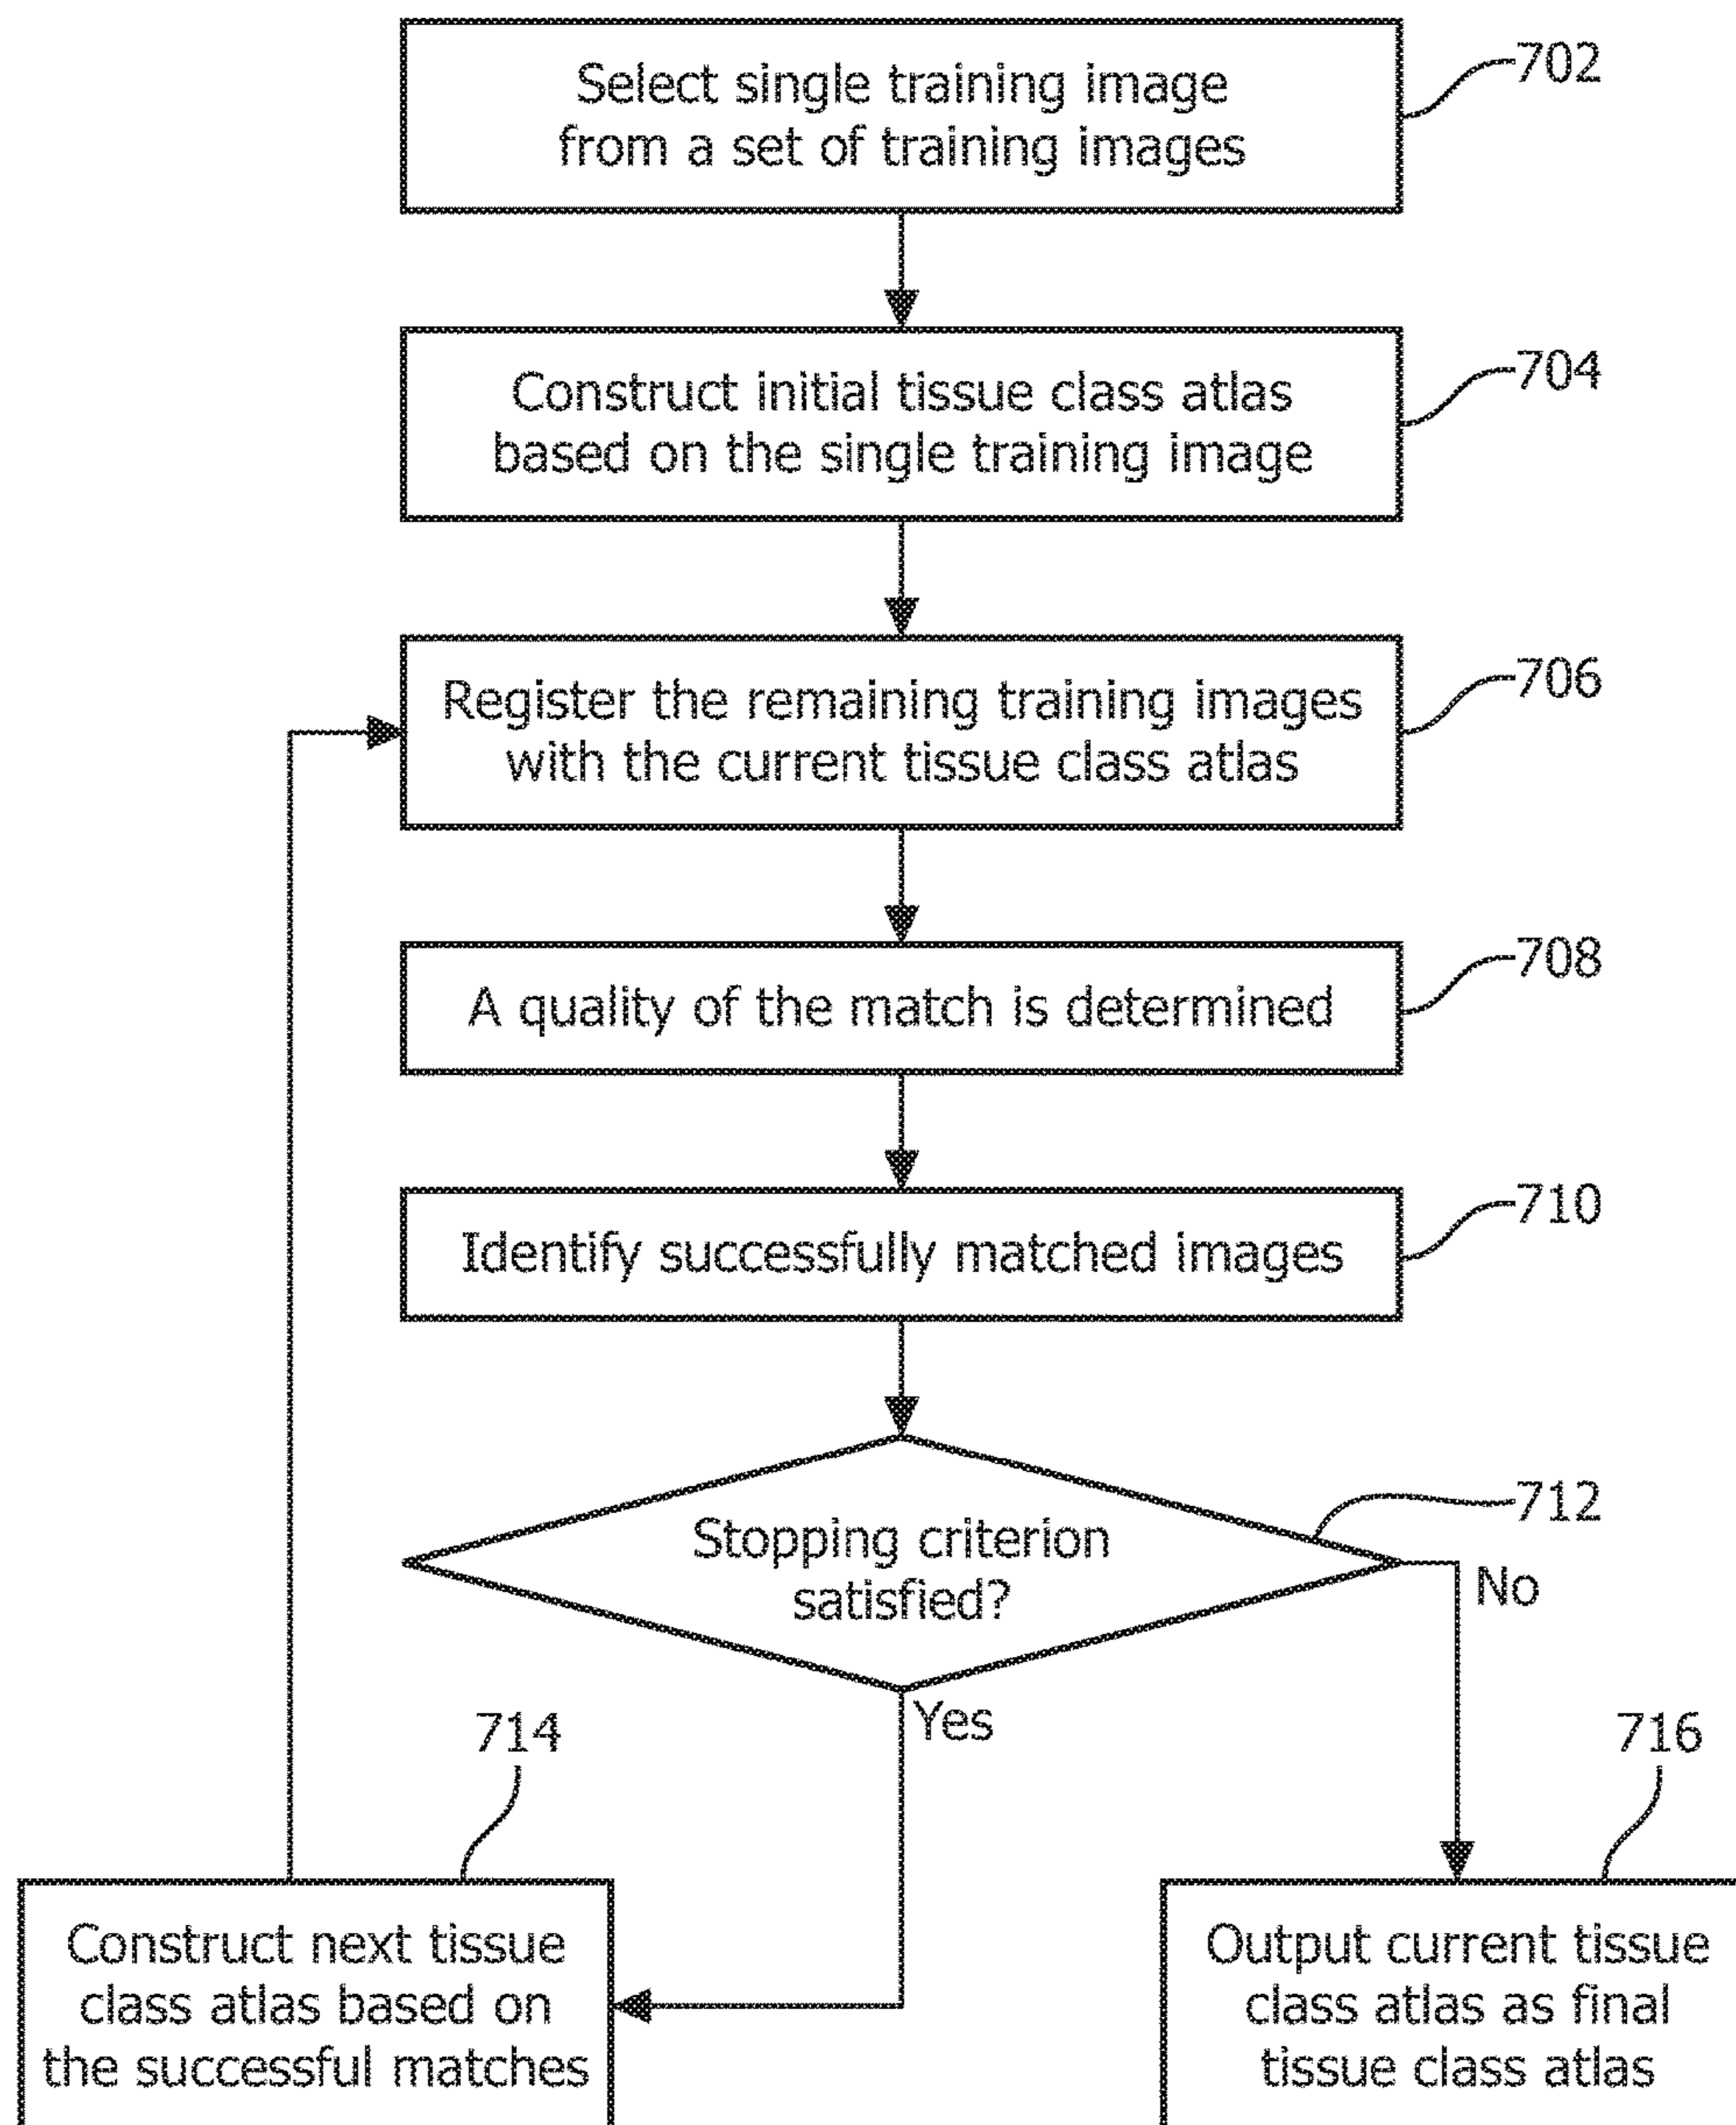 Select single training image
from a set of training images
702
Construct initial tissue class atlas
based on the single training image
704
Register the remaining training images
with the current tissue class atlas
706
A quality of the match is determined
708
Identify successfully matched images
710
Stopping criterion
satisfied?
712
No
Yes
714
716
Construct next tissue
class atlas based on
the successful matches
Output current tissue
class atlas as final
tissue class atlas